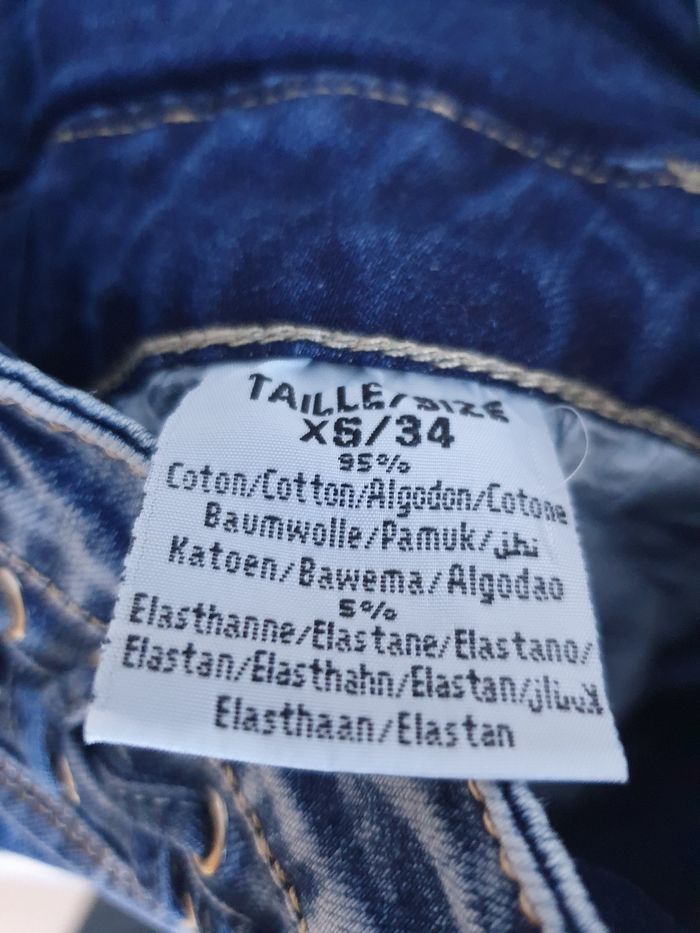 TAILLE/SIZE
XS/34
95%
Coton/Cotton/Algodon/Cotone
Baumwolle/Pamuk/قطن
Katoen/Bawema/Algodao
5%
Elasthanne/Elastane/Elastano/
Elastan/Elasthahn/Elastan/
Elasthaan/Elastan